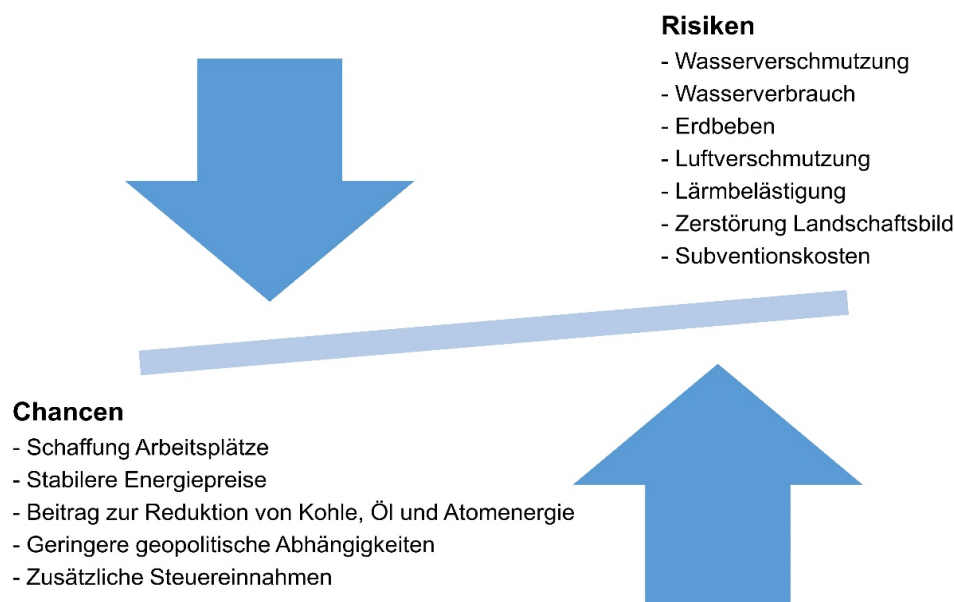 Risiken
- Wasserverschmutzung
- Wasserverbrauch
- Erdbeben
- Luftverschmutzung
- Lärmbelästigung
- Zerstörung Landschaftsbild
- Subventionskosten
Chancen
- Schaffung Arbeitsplätze
- Stabilere Energiepreise
- Beitrag zur Reduktion von Kohle, Öl und Atomenergie
- Geringere geopolitische Abhängigkeiten
- Zusätzliche Steuereinnahmen